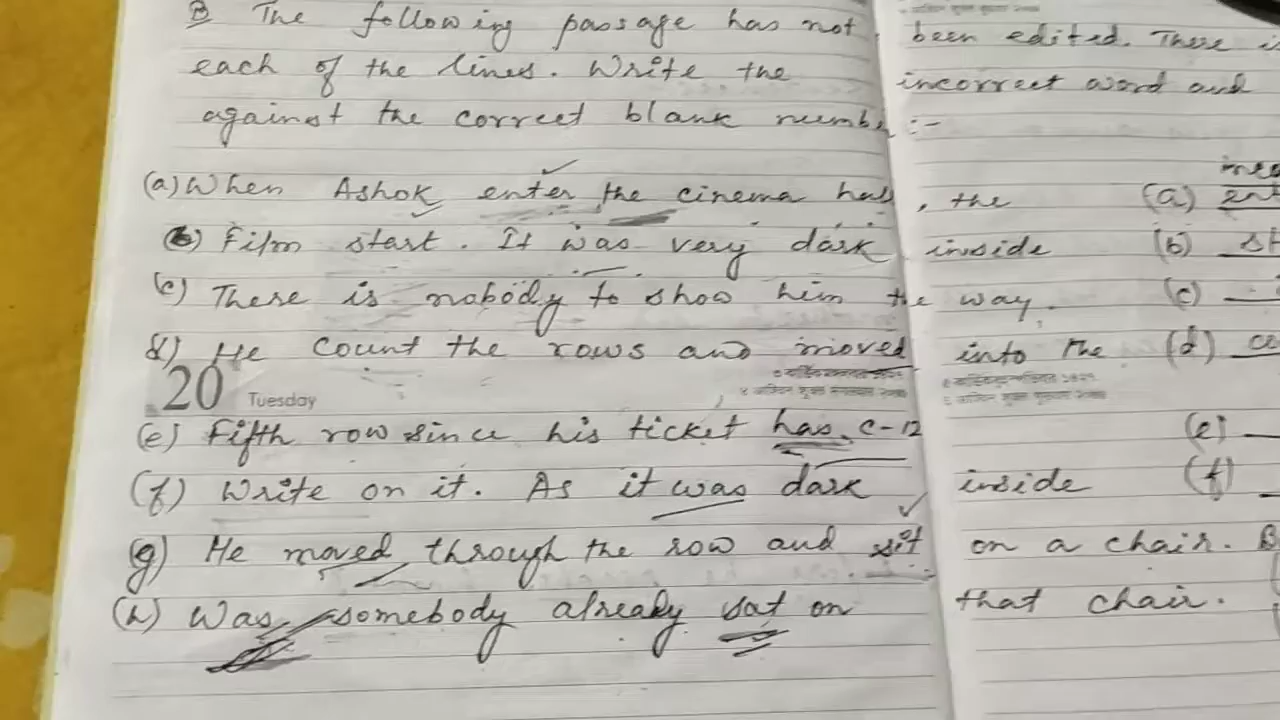 B The following passage has not been edited. There is
each of the lines. Write the incorrect word and
against the correct blank numbe :-
(a) When Ashok enter the cinema hall, the (a)
(b) Film start. It was very dark inside (b)
(c) There is nobody to show him the way. (c)
(d) He count the rows and moved into the (d)
20 Tuesday
(e) Fifth row since his ticket has C-12 (e)
(f) Write on it. As it was dark inside (f)
(g) He moved through the row and sit on a chair. B
(h) Was somebody already sat on that chair.